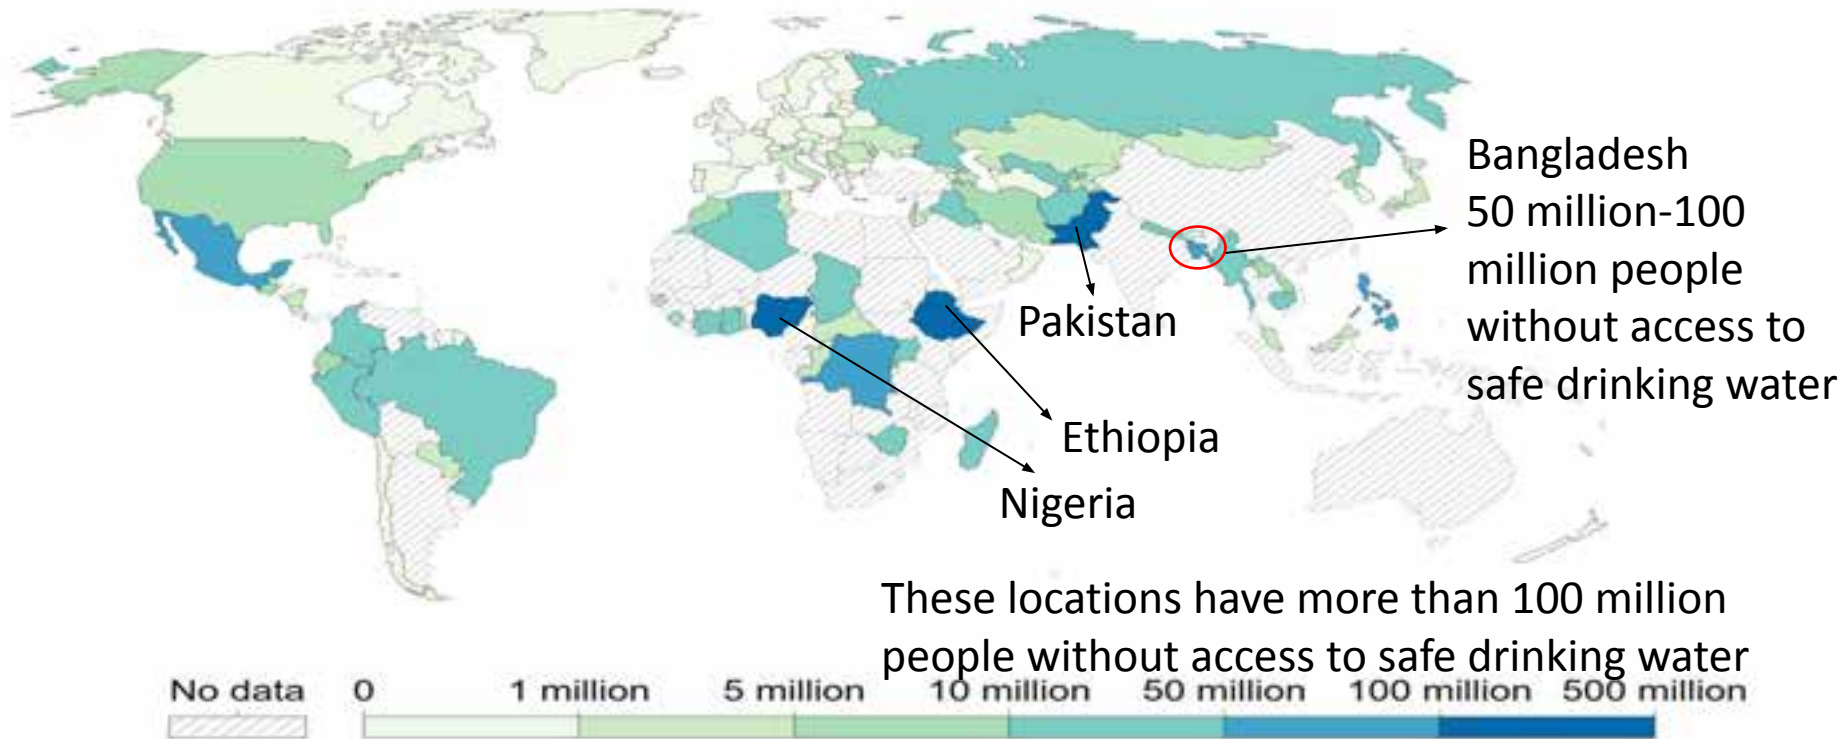 Bangladesh
50 million-100
million people
without access to
safe drinking water
Pakistan
Ethiopia
Nigeria
These locations have more than 100 million
people without access to safe drinking water
No data 0 1 million 5 million 10 million 50 million 100 million 500 million